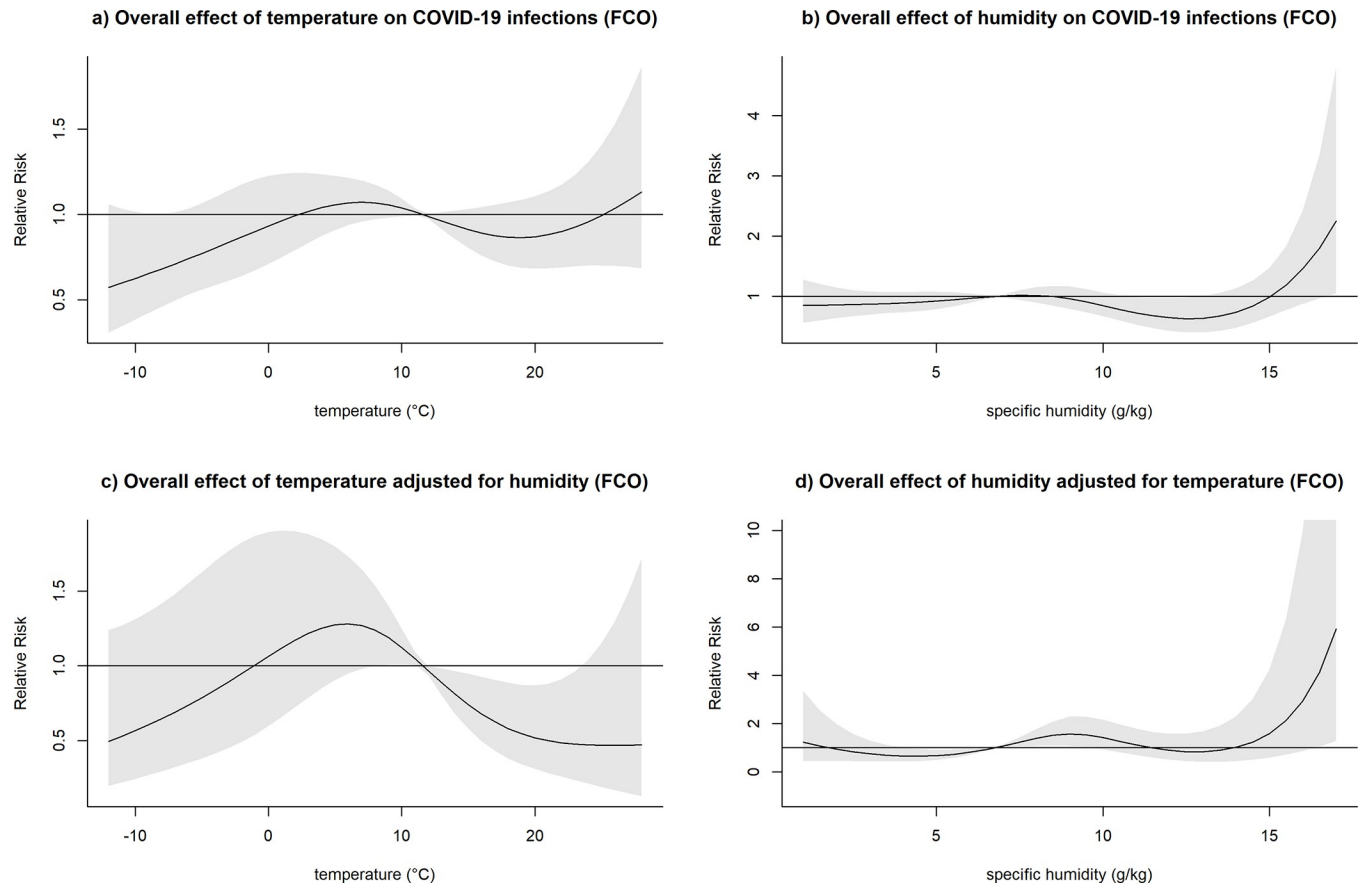 a) Overall effect of temperature on COVID-19 infections (FCO)
Relative Risk
1.5
1.0
0.5
-10 0 10 20
temperature (°C)
b) Overall effect of humidity on COVID-19 infections (FCO)
Relative Risk
4
3
2
1
5 10 15
specific humidity (g/kg)
c) Overall effect of temperature adjusted for humidity (FCO)
Relative Risk
1.5
1.0
0.5
-10 0 10 20
temperature (°C)
d) Overall effect of humidity adjusted for temperature (FCO)
Relative Risk
10
8
6
4
2
0
5 10 15
specific humidity (g/kg)